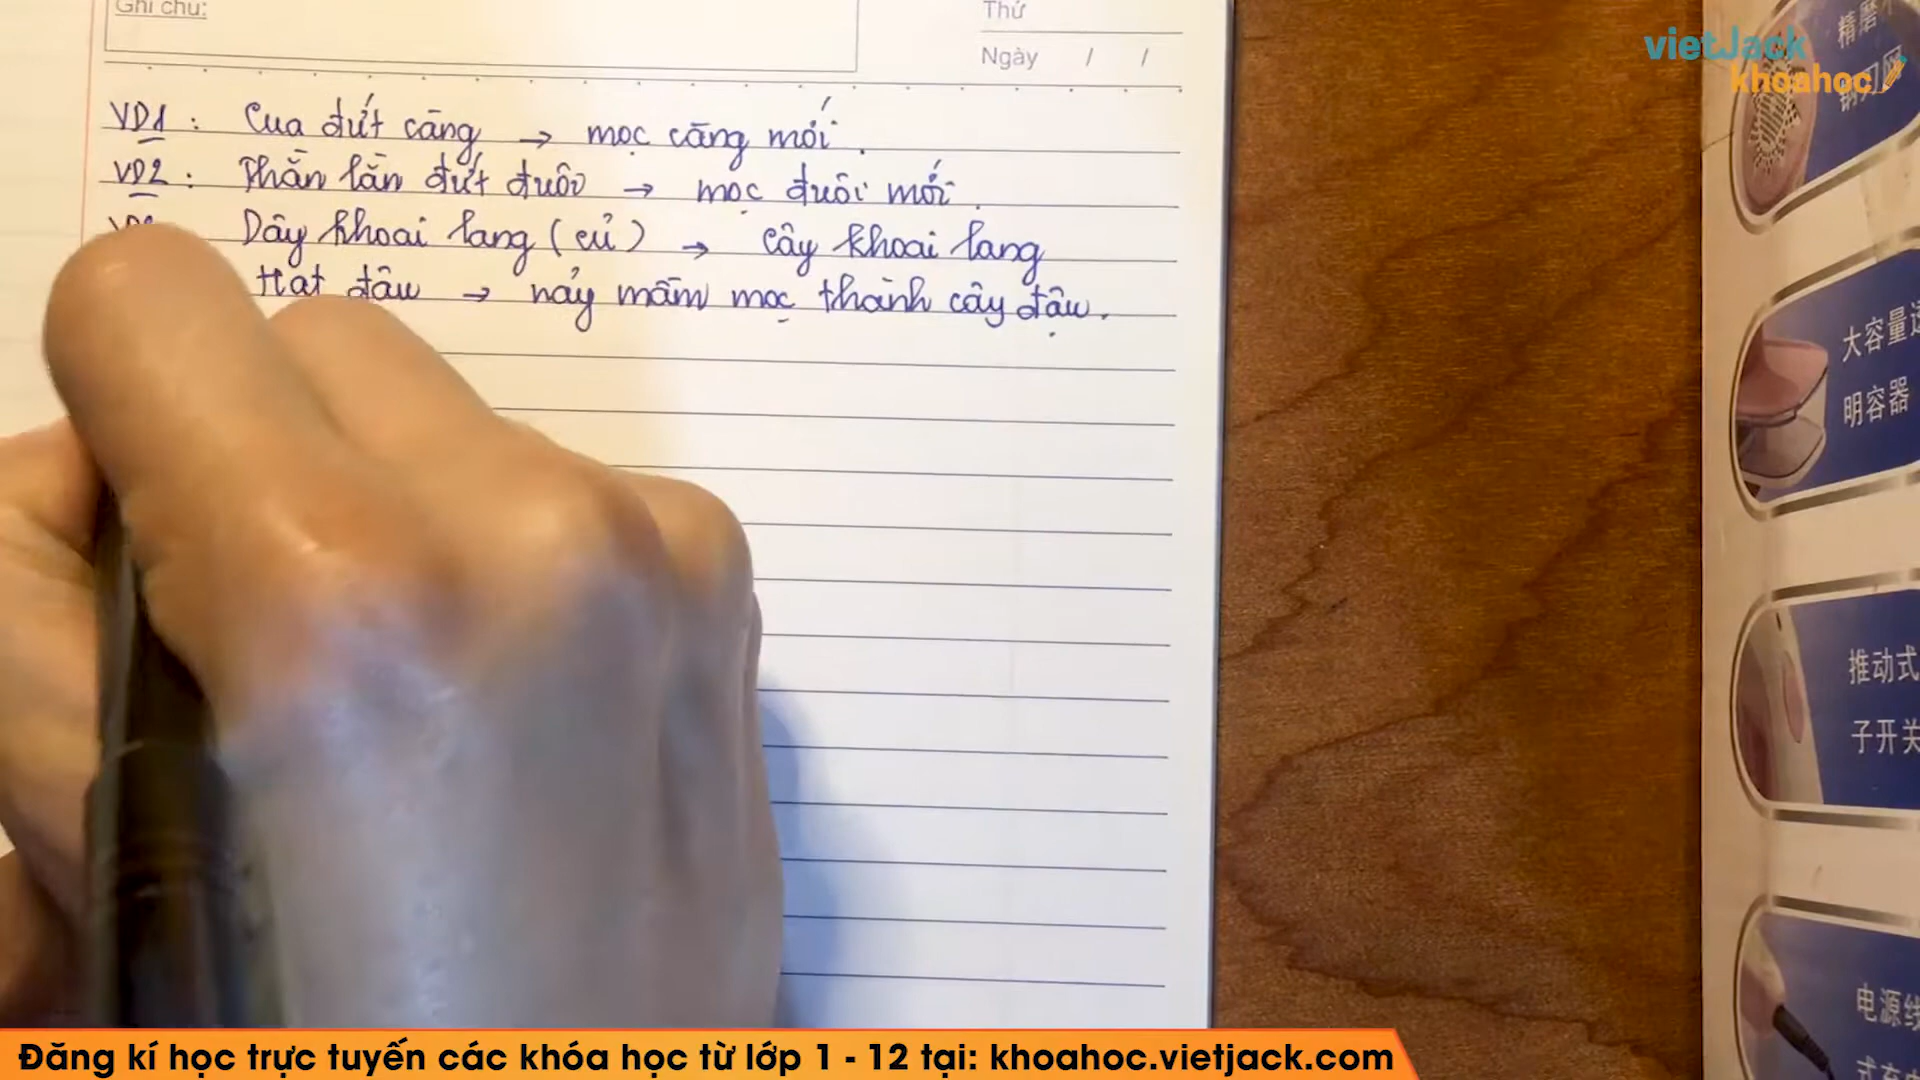 Ghi chú:
Thứ
Ngày / /
VD1 : Cua đứt càng → mọc càng mới.
VD2 : Thằn lằn đứt đuôi → mọc đuôi mới.
Dây khoai lang (củ) → cây khoai lang
Hạt đậu → nảy mầm mọc thành cây đậu.
vietJack
khoahoc
大容量
明容器
推动式
子开关
电源线
Đăng kí học trực tuyến các khóa học từ lớp 1 - 12 tại: khoahoc.vietjack.com